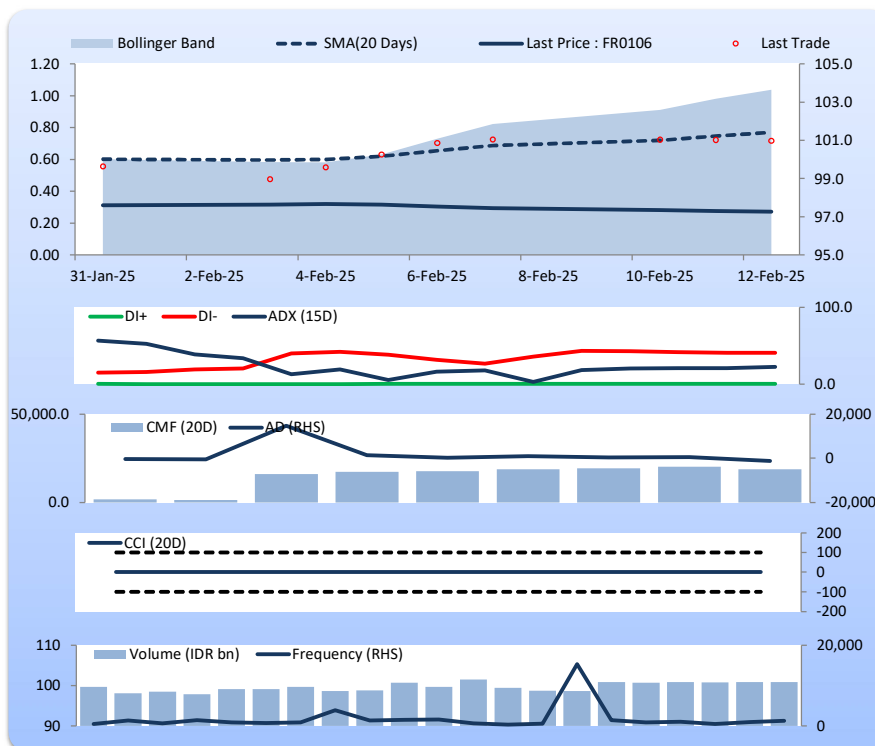 Bollinger Band SMA(20 Days) Last Price : FR0106 Last Trade
1.20 105.0
1.00 103.0
0.80 101.0
0.60 99.0
0.40 97.0
0.20
0.00 95.0
31-Jan-25 2-Feb-25 4-Feb-25 6-Feb-25 8-Feb-25 10-Feb-25 12-Feb-25
DI+ DI- ADX (15D) 100.0
0.0
50,000.0 CMF (20D) AD (RHS) 20,000
0
0.0 -20,000
CCI (20D) 200
100
0
-100
-200
110 Volume (IDR bn) Frequency (RHS) 20,000
100
90 0